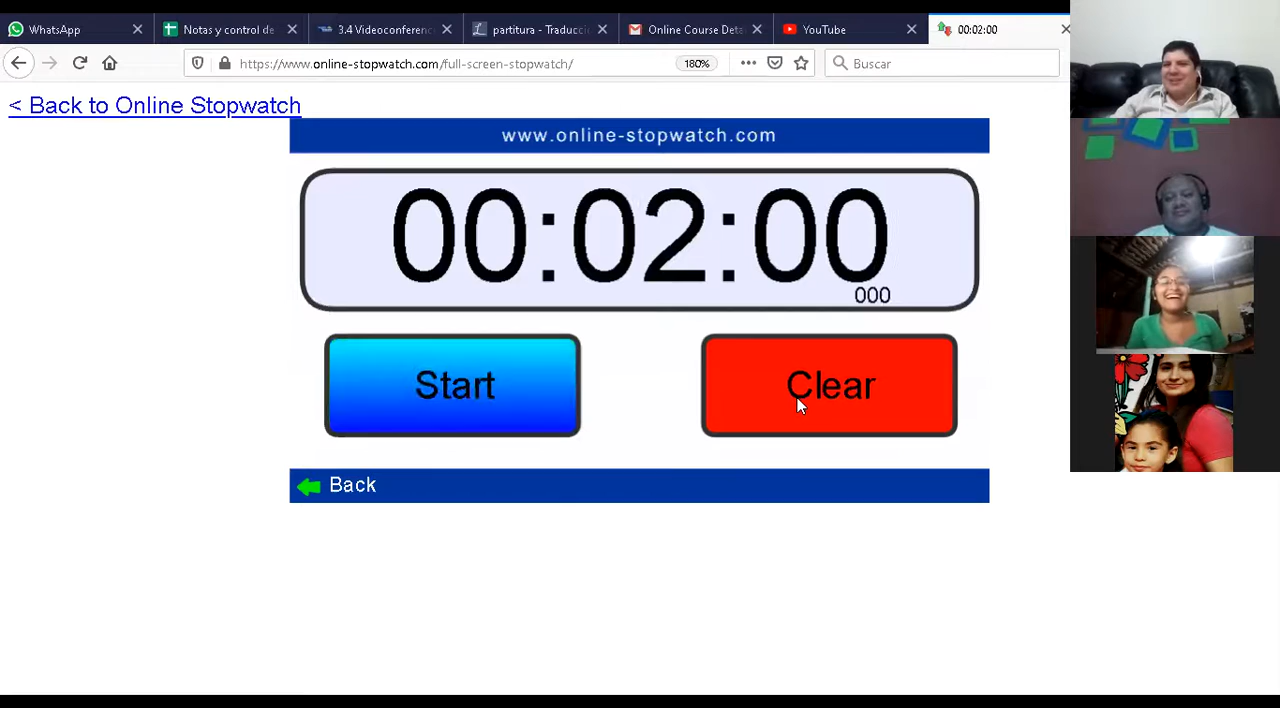 WhatsApp
Notas y control de
3.4 Videoconferenc
partitura - Traducci
Online Course Deta
YouTube
00:02:00
https://www.online-stopwatch.com/full-screen-stopwatch/
180%
Buscar
< Back to Online Stopwatch
www.online-stopwatch.com
00:02:00
000
Start
Clear
Back